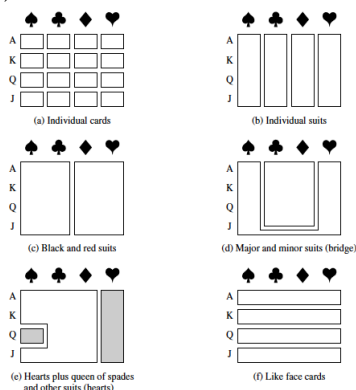 ♠ ♣ ♦ ♥
A
K
Q
J
(a) Individual cards
♠ ♣ ♦ ♥
A
K
Q
J
(b) Individual suits
♠ ♣ ♦ ♥
A
K
Q
J
(c) Black and red suits
♠ ♣ ♦ ♥
A
K
Q
J
(d) Major and minor suits (bridge)
♠ ♣ ♦ ♥
A
K
Q
J
(e) Hearts plus queen of spades
and other suits (hearts)
♠ ♣ ♦ ♥
A
K
Q
J
(f) Like face cards